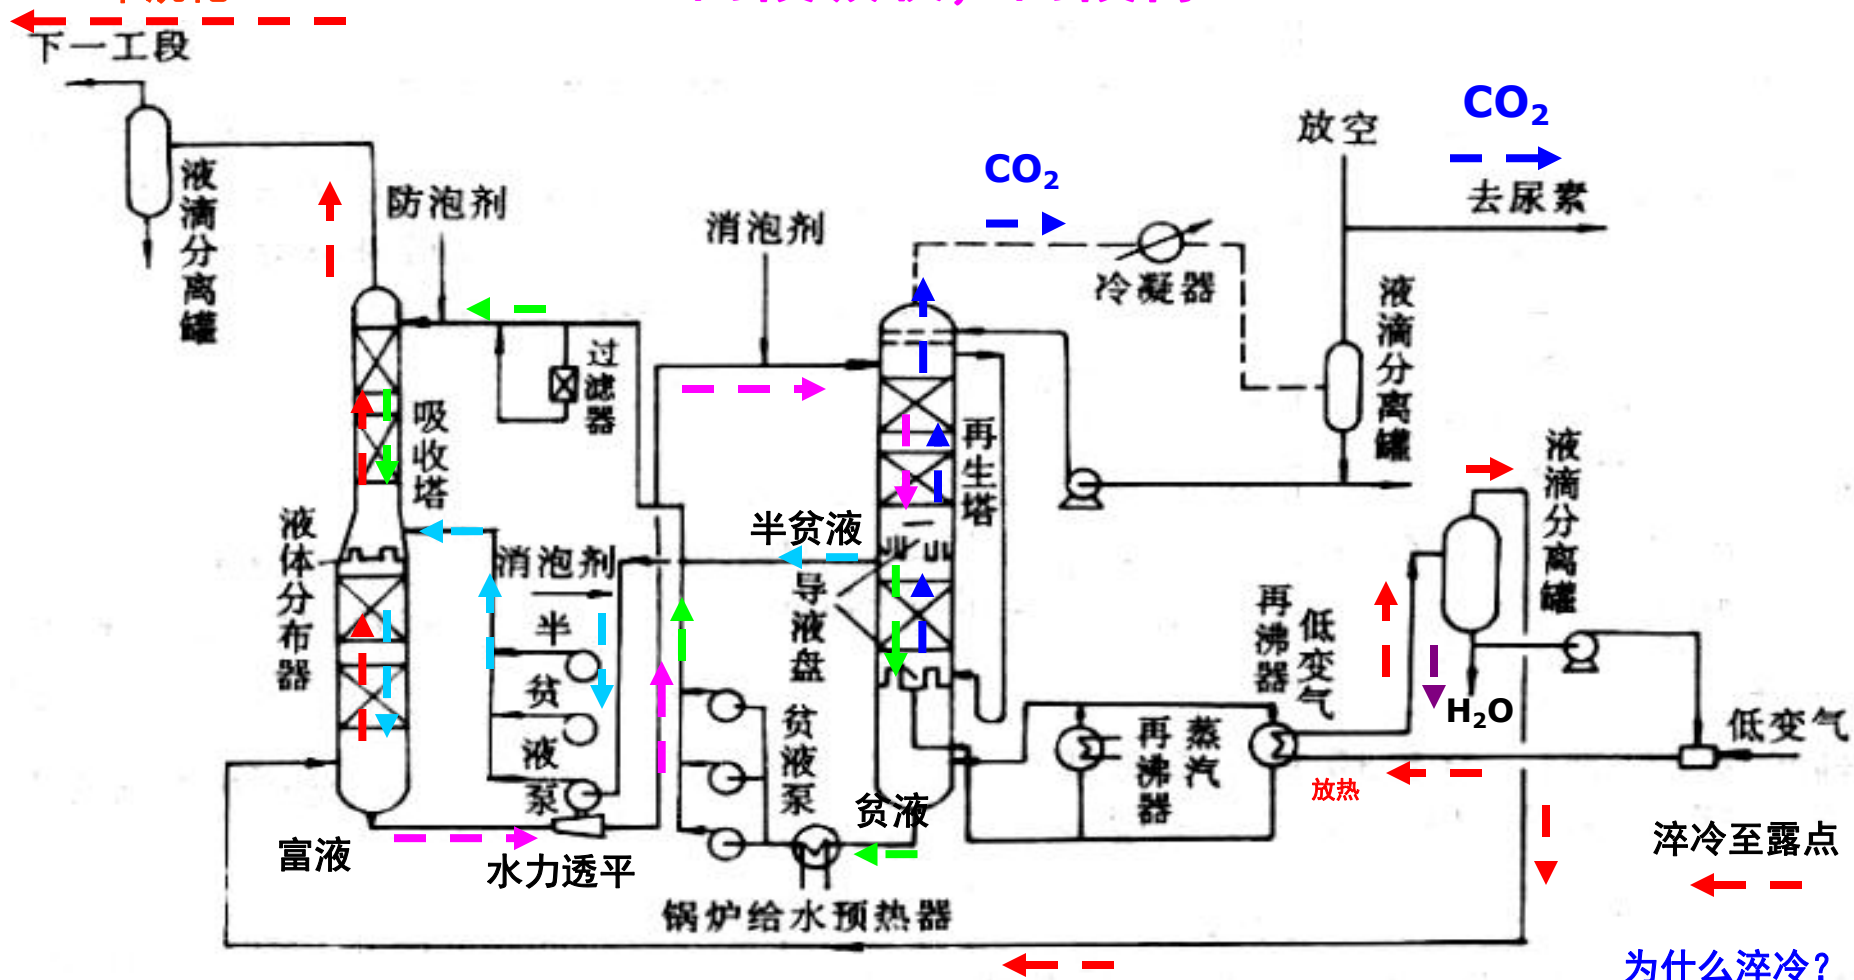 下一工段
液滴分离罐
防泡剂
消泡剂
CO2
冷凝器
放空
CO2
去尿素
液滴分离罐
过滤器
吸收塔
再生塔
液滴分离罐
液体分布器
消泡剂
半贫液
导液盘
半贫液泵
贫液泵
再沸器
低变气
H2O
低变气
再沸器
蒸汽
放热
富液
水力透平
贫液
淬冷至露点
锅炉给水预热器
为什么淬冷?